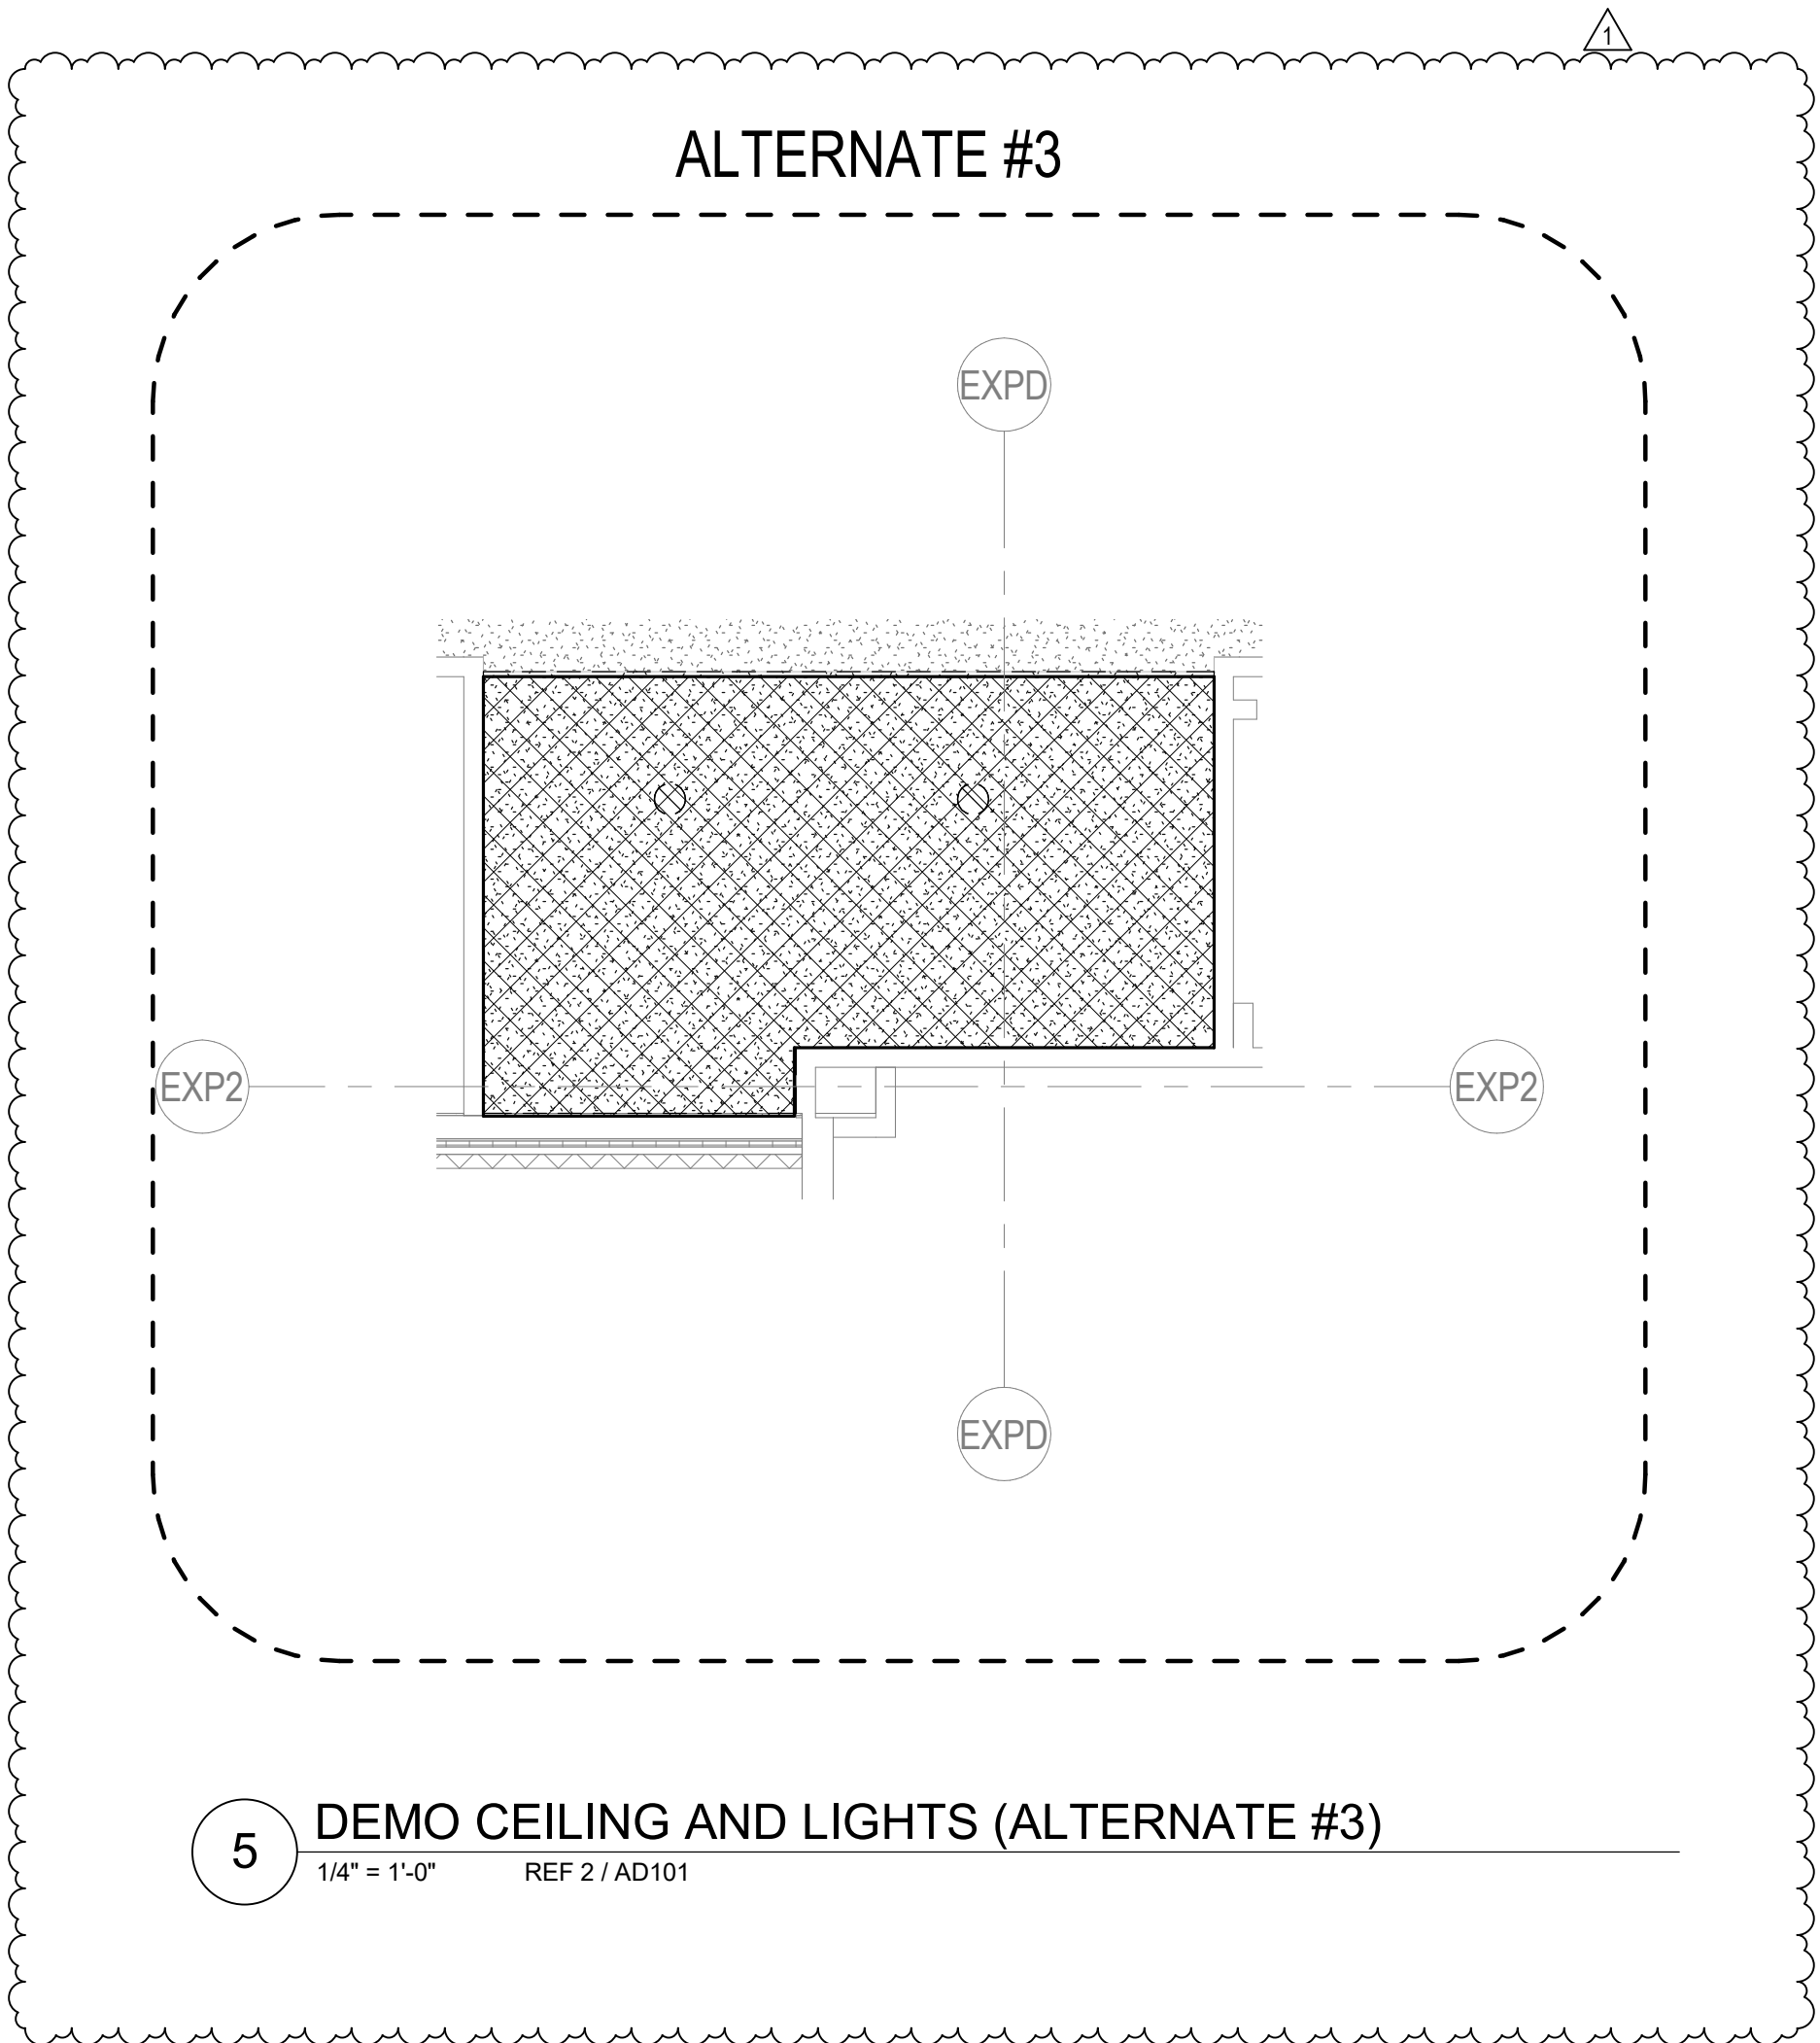 1
ALTERNATE #3
EXPD
EXP2
EXP2
EXPD
5
DEMO CEILING AND LIGHTS (ALTERNATE #3)
1/4" = 1'-0" REF 2 / AD101